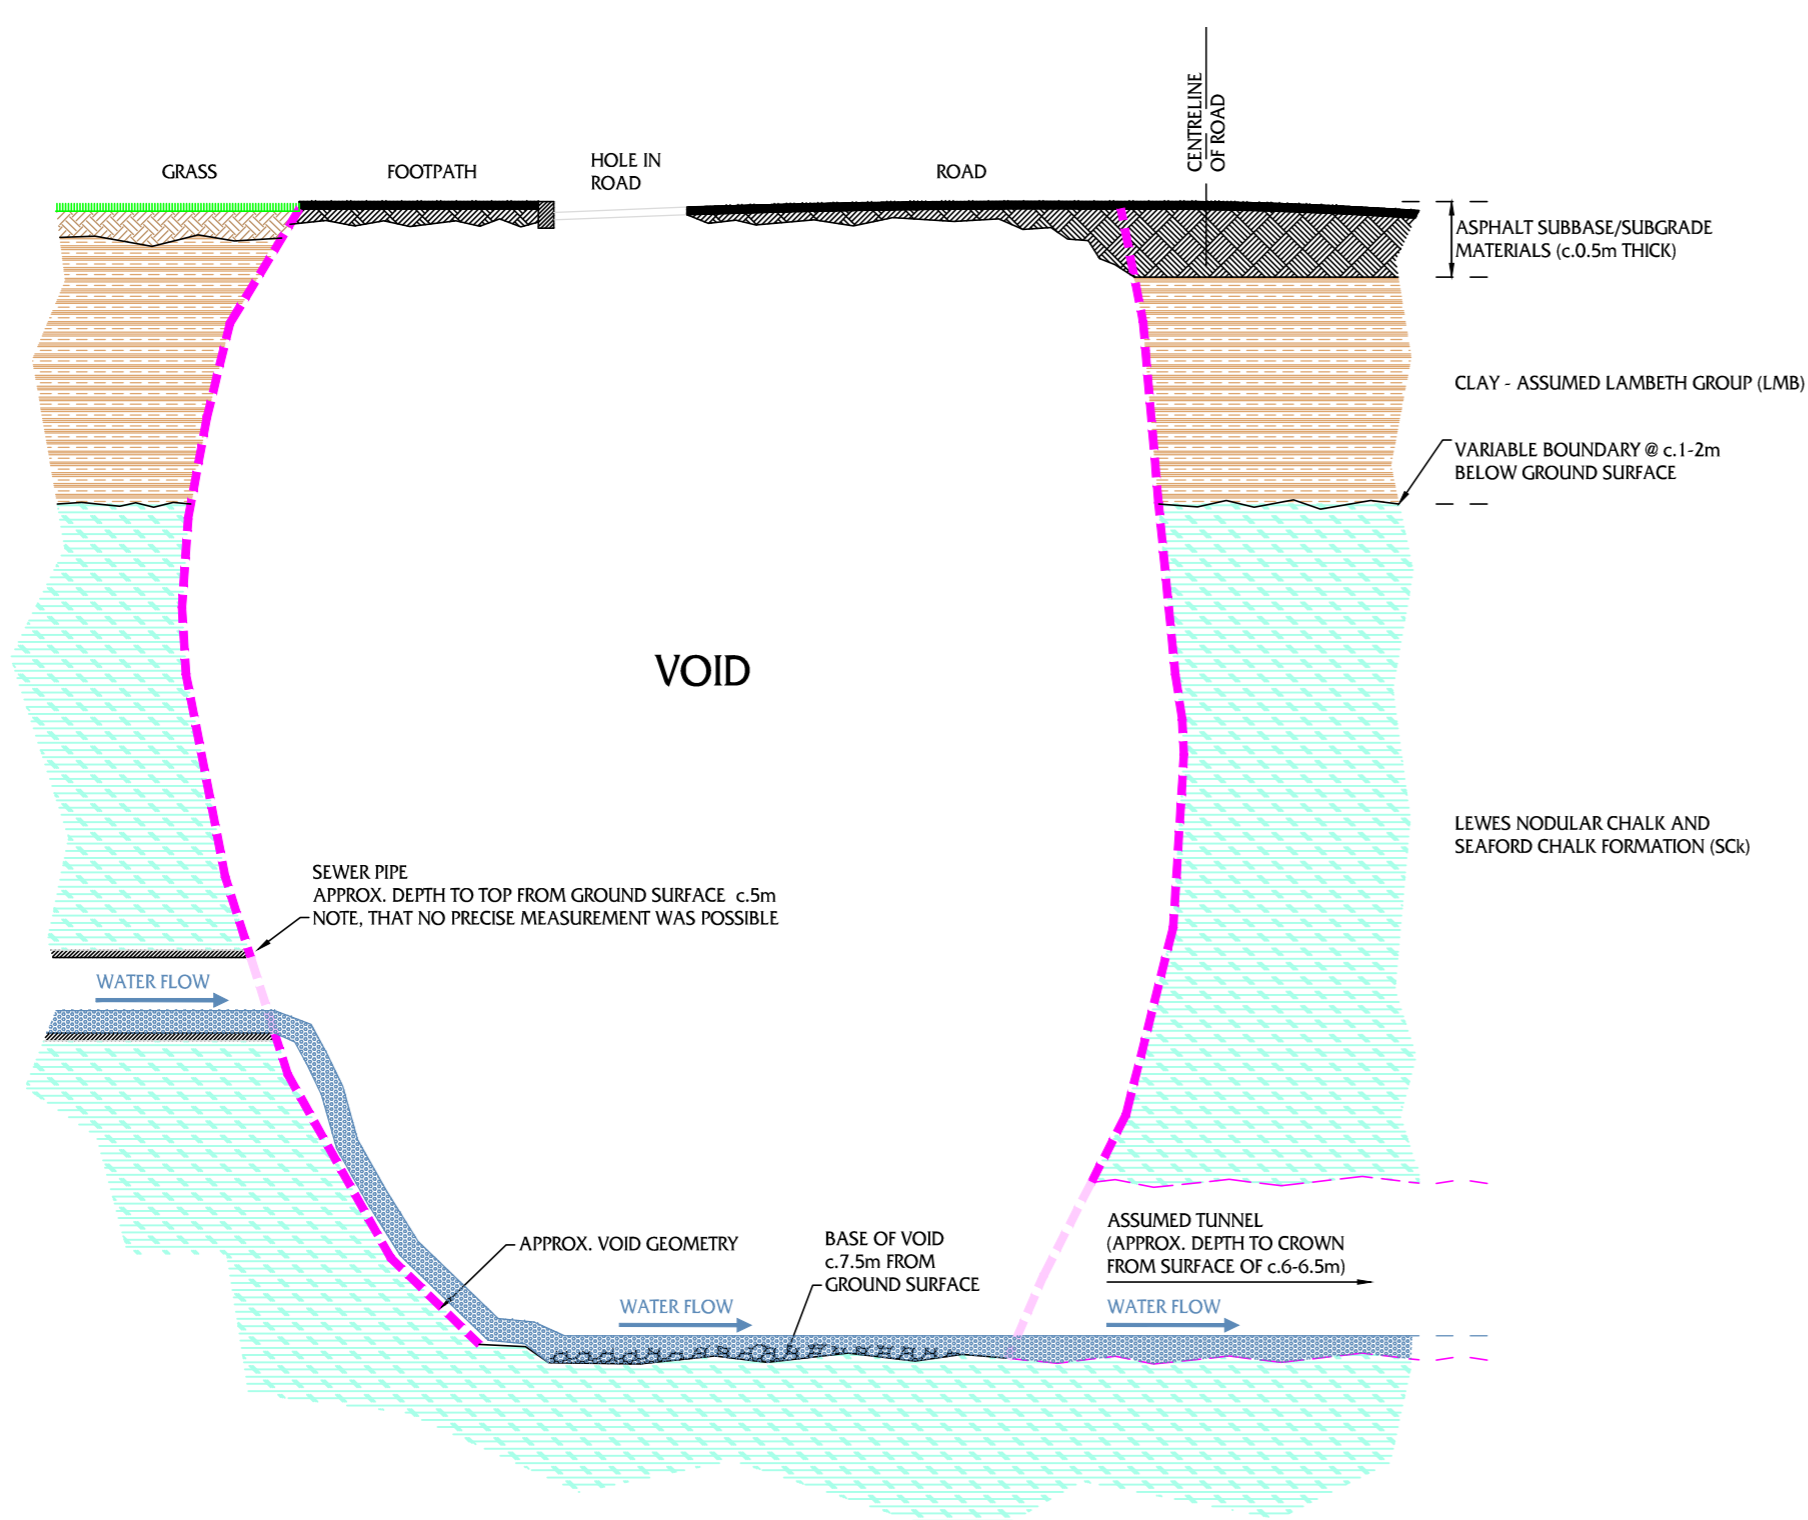 CENTRELINE
OF ROAD
GRASS
FOOTPATH
HOLE IN
ROAD
ROAD
ASPHALT SUBBASE/SUBGRADE
MATERIALS (c.0.5m THICK)
CLAY - ASSUMED LAMBETH GROUP (LMB)
VARIABLE BOUNDARY @ c.1-2m
BELOW GROUND SURFACE
VOID
LEWES NODULAR CHALK AND
SEAFORD CHALK FORMATION (SCk)
SEWER PIPE
APPROX. DEPTH TO TOP FROM GROUND SURFACE c.5m
NOTE, THAT NO PRECISE MEASUREMENT WAS POSSIBLE
WATER FLOW
APPROX. VOID GEOMETRY
BASE OF VOID
c.7.5m FROM
GROUND SURFACE
ASSUMED TUNNEL
(APPROX. DEPTH TO CROWN
FROM SURFACE OF c.6-6.5m)
WATER FLOW
WATER FLOW